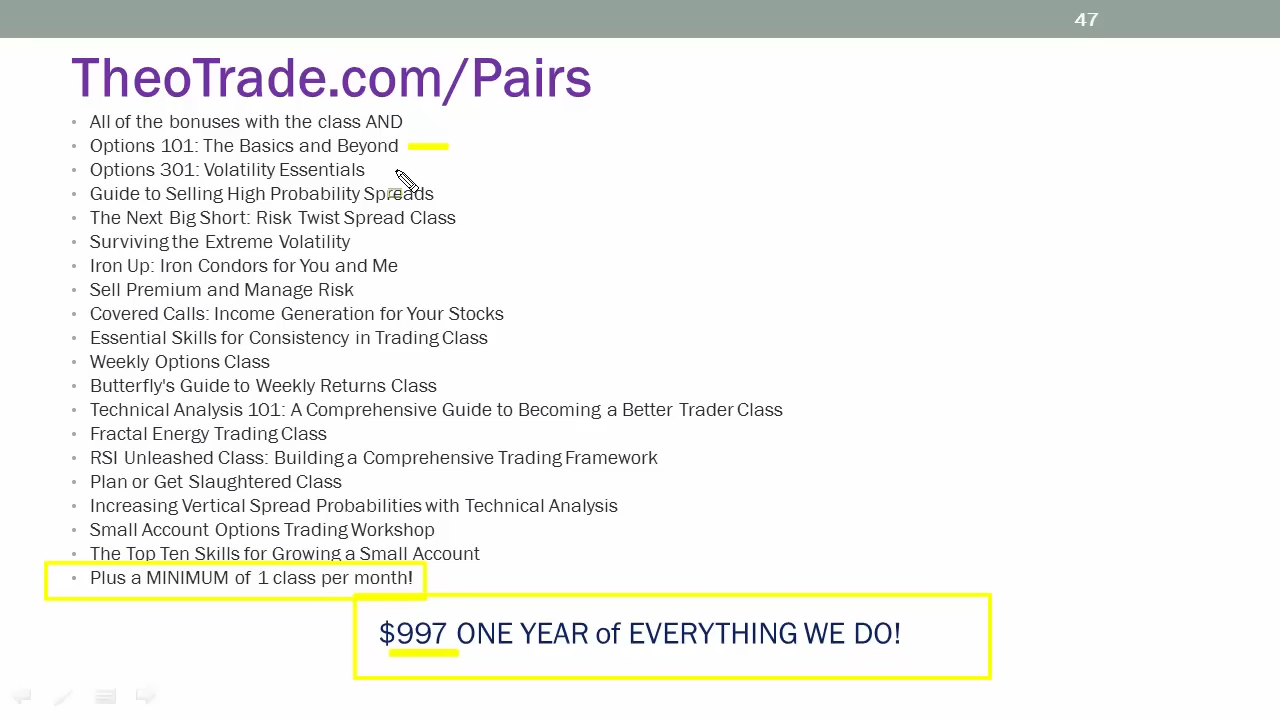 47
TheoTrade.com/Pairs
• All of the bonuses with the class AND
• Options 101: The Basics and Beyond
• Options 301: Volatility Essentials
• Guide to Selling High Probability Spreads
• The Next Big Short: Risk Twist Spread Class
• Surviving the Extreme Volatility
• Iron Up: Iron Condors for You and Me
• Sell Premium and Manage Risk
• Covered Calls: Income Generation for Your Stocks
• Essential Skills for Consistency in Trading Class
• Weekly Options Class
• Butterfly's Guide to Weekly Returns Class
• Technical Analysis 101: A Comprehensive Guide to Becoming a Better Trader Class
• Fractal Energy Trading Class
• RSI Unleashed Class: Building a Comprehensive Trading Framework
• Plan or Get Slaughtered Class
• Increasing Vertical Spread Probabilities with Technical Analysis
• Small Account Options Trading Workshop
• The Top Ten Skills for Growing a Small Account
• Plus a MINIMUM of 1 class per month!
$997 ONE YEAR of EVERYTHING WE DO!